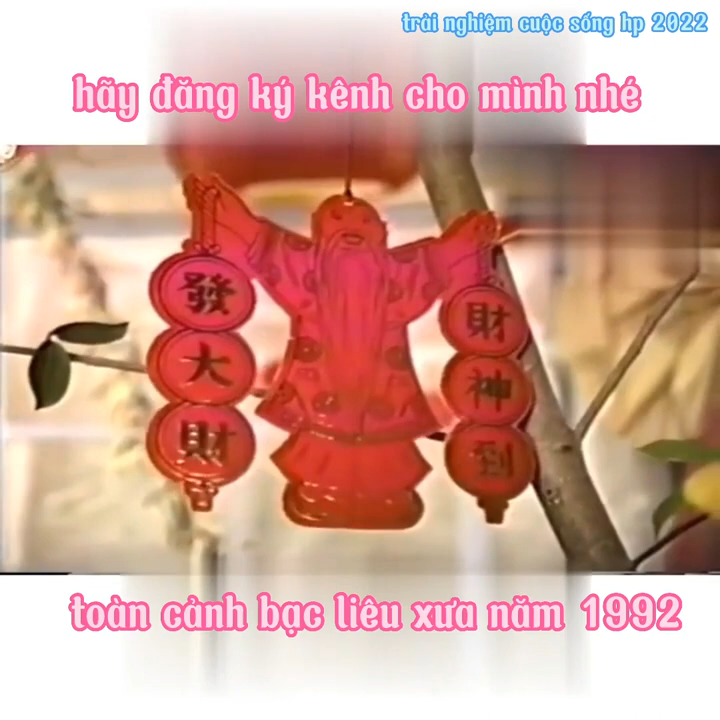 trải nghiệm cuộc sống hp 2022
hãy đăng ký kênh cho mình nhé
發大財
財神到
toàn cảnh bạc liêu xưa năm 1992